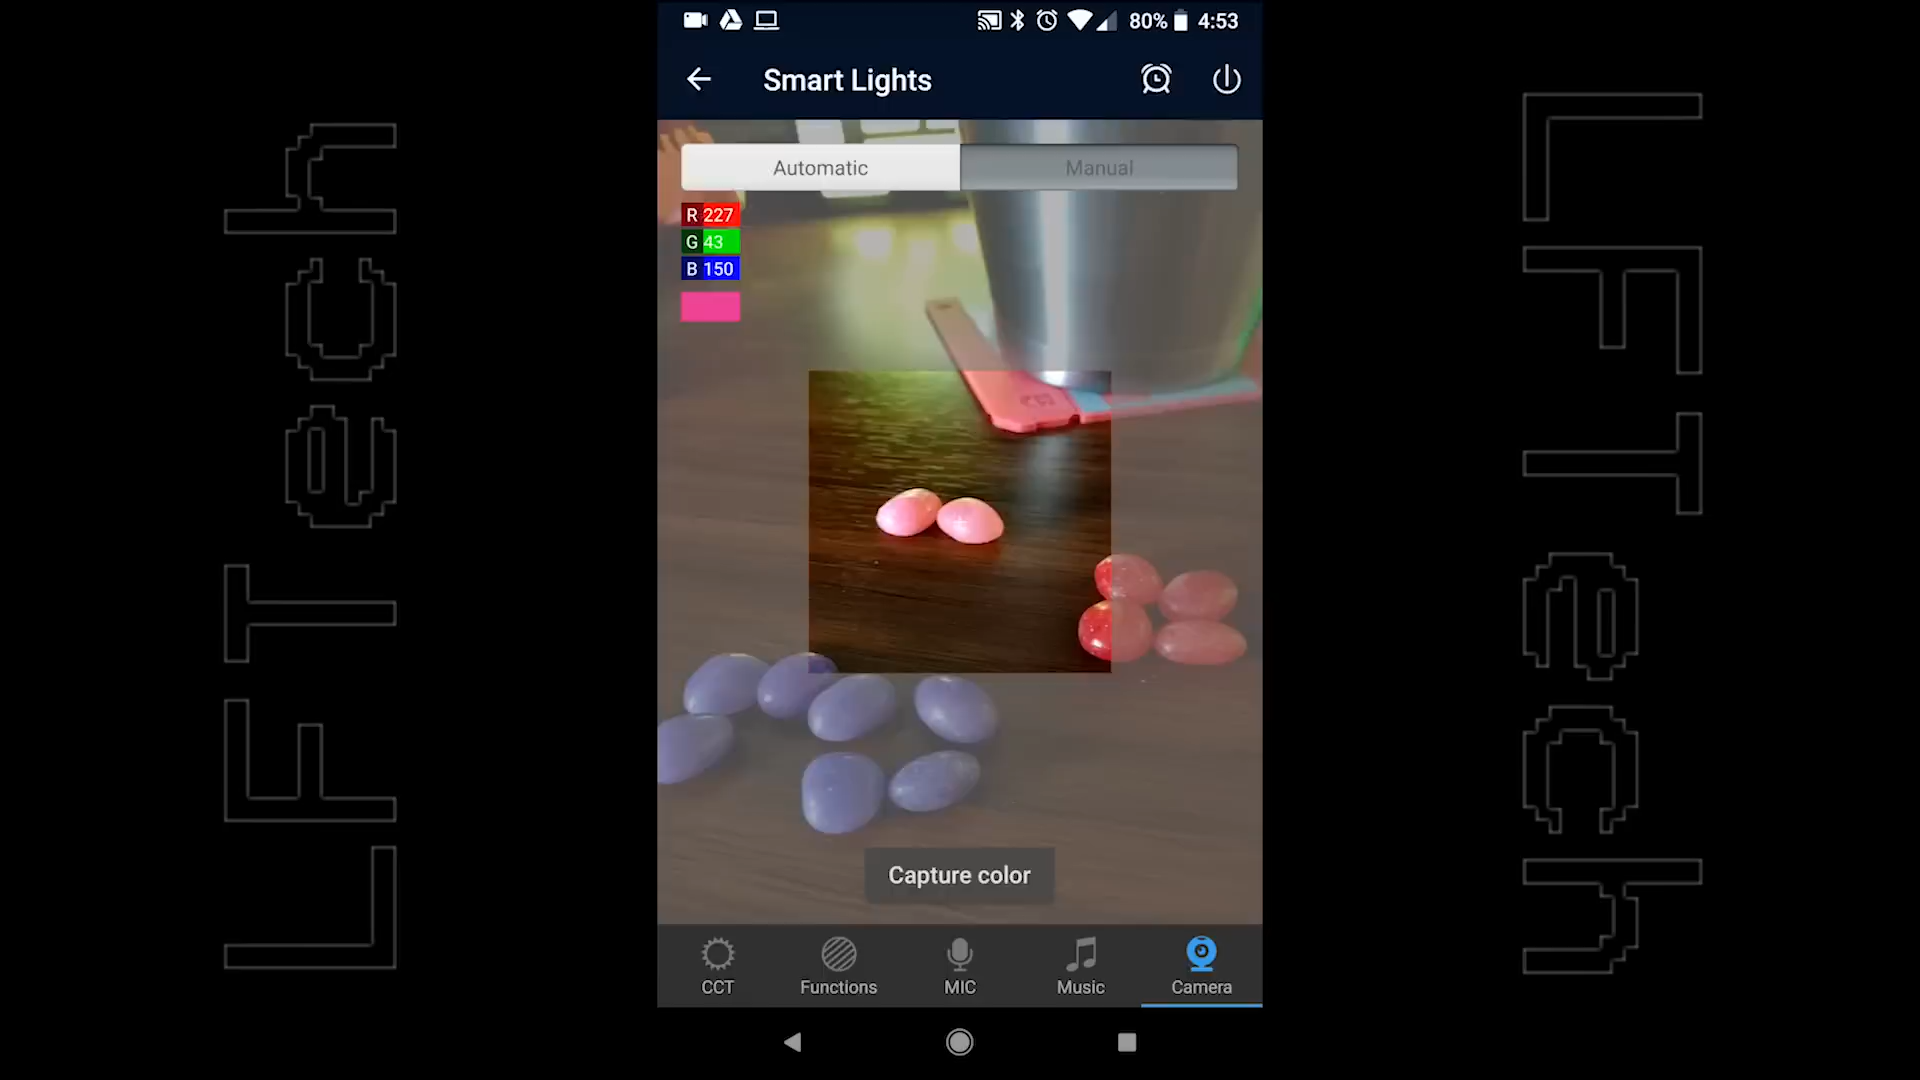 80% 4:53
Smart Lights
Automatic Manual
R 227
G 43
B 150
Capture color
CCT Functions MIC Music Camera
LFTech
LFTech